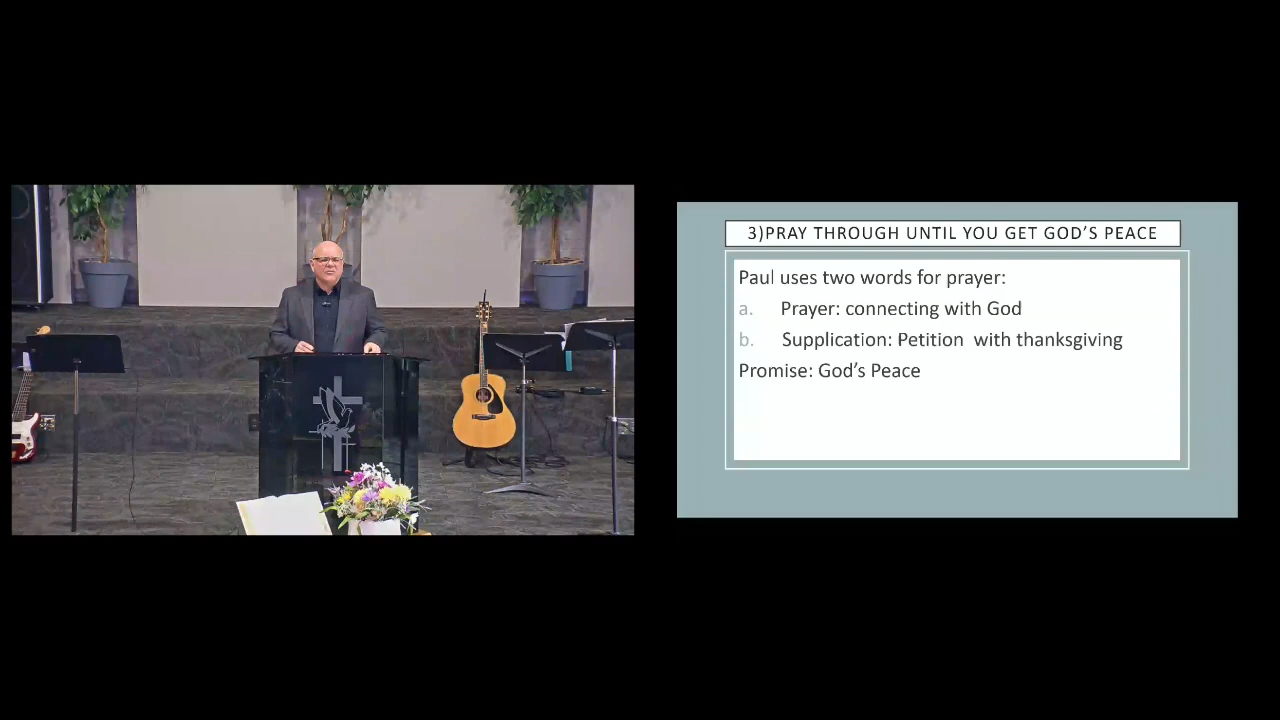 3)PRAY THROUGH UNTIL YOU GET GOD’S PEACE
Paul uses two words for prayer:
a. Prayer: connecting with God
b. Supplication: Petition with thanksgiving
Promise: God’s Peace